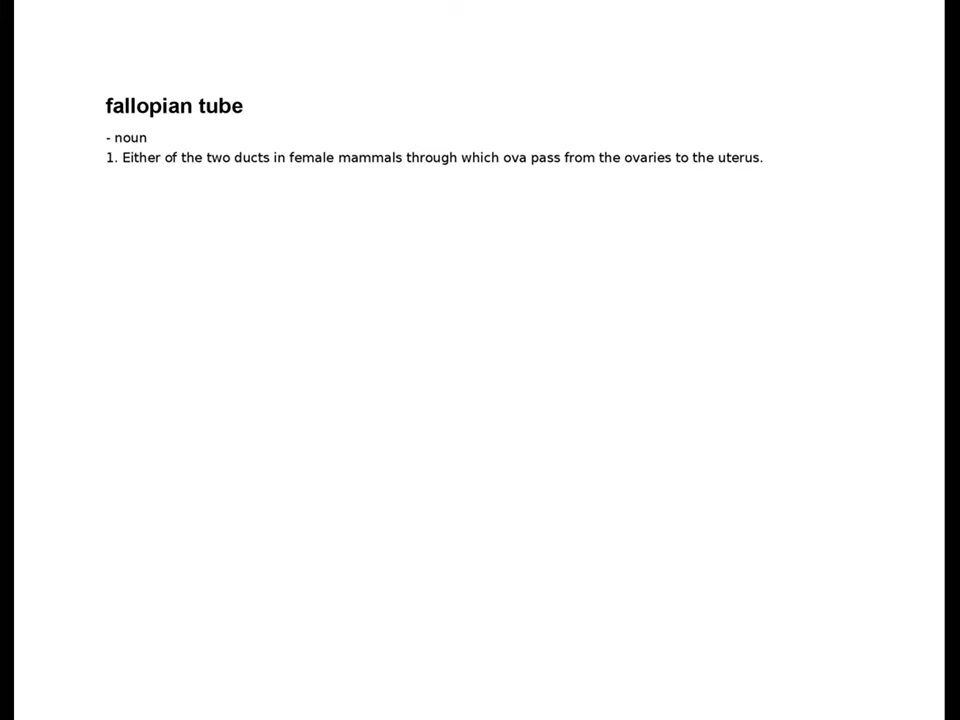 fallopian tube
- noun
1. Either of the two ducts in female mammals through which ova pass from the ovaries to the uterus.